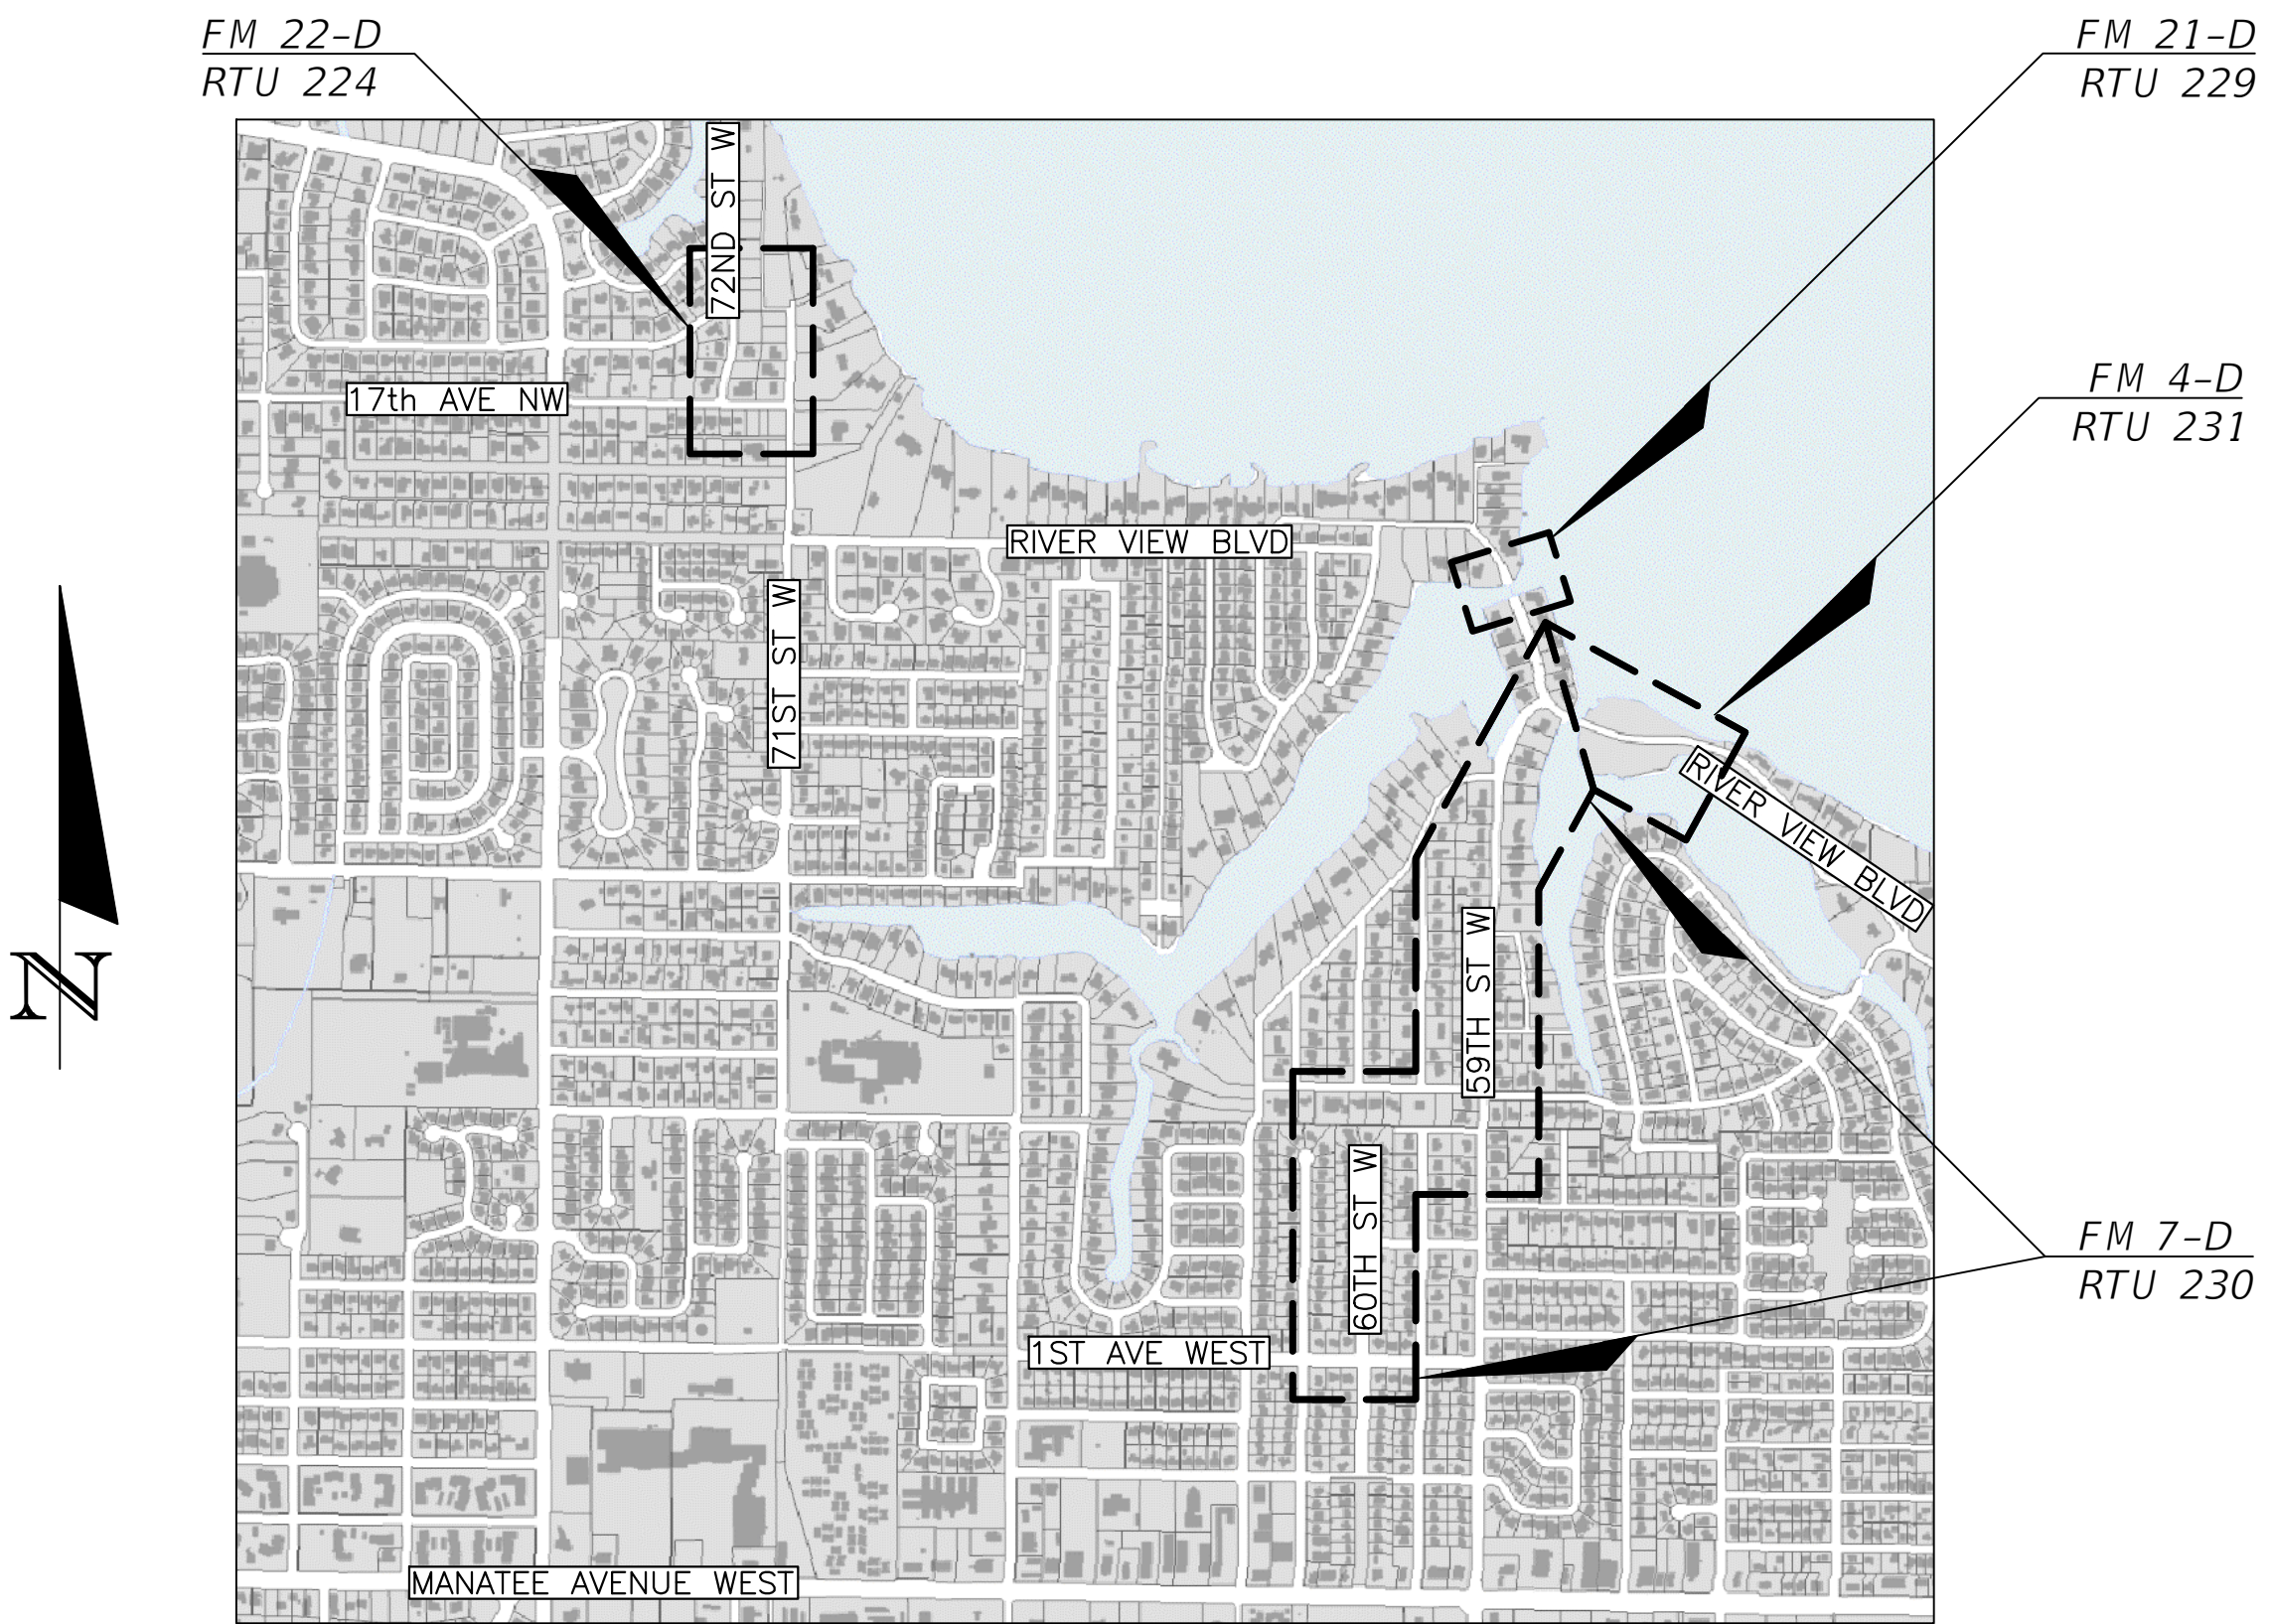 FM 22-D
RTU 224
FM 21-D
RTU 229
72ND ST W
FM 4-D
RTU 231
17th AVE NW
RIVER VIEW BLVD
71ST ST W
RIVER VIEW BLVD
N
59TH ST W
60TH ST W
FM 7-D
RTU 230
1ST AVE WEST
MANATEE AVENUE WEST